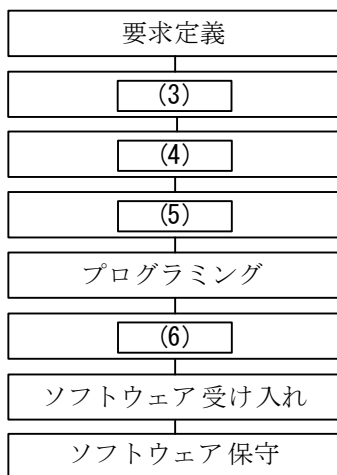 要求定義
(3)
(4)
(5)
プログラミング
(6)
ソフトウェア受け入れ
ソフトウェア保守